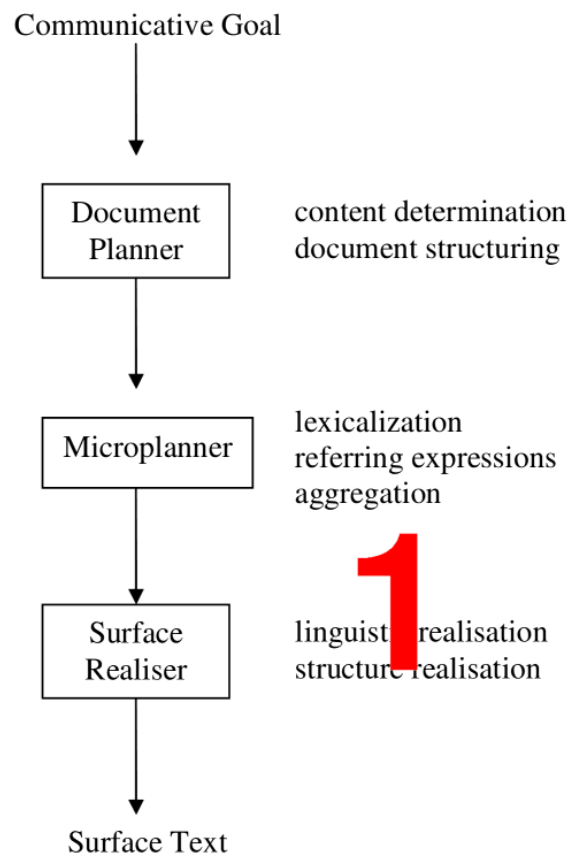 Communicative Goal
Document
Planner
content determination
document structuring
Microplanner
lexicalization
referring expressions
aggregation
1
Surface
Realiser
linguistic realisation
structure realisation
Surface Text